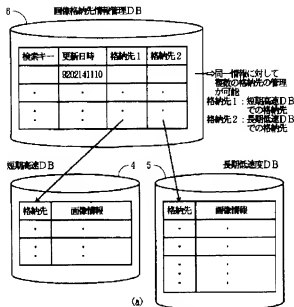 6
画像格納先情報管理DB
検索キー 更新日時 格納先1 格納先2
9202141110
同一情報に対して
複数の格納先の管理
が可能
格納先1：短期高速DB
での格納先
格納先2：長期低速DB
での格納先
短期高速DB
4
5
長期低速度DB
格納先 画像情報
格納先 画像情報
(a)